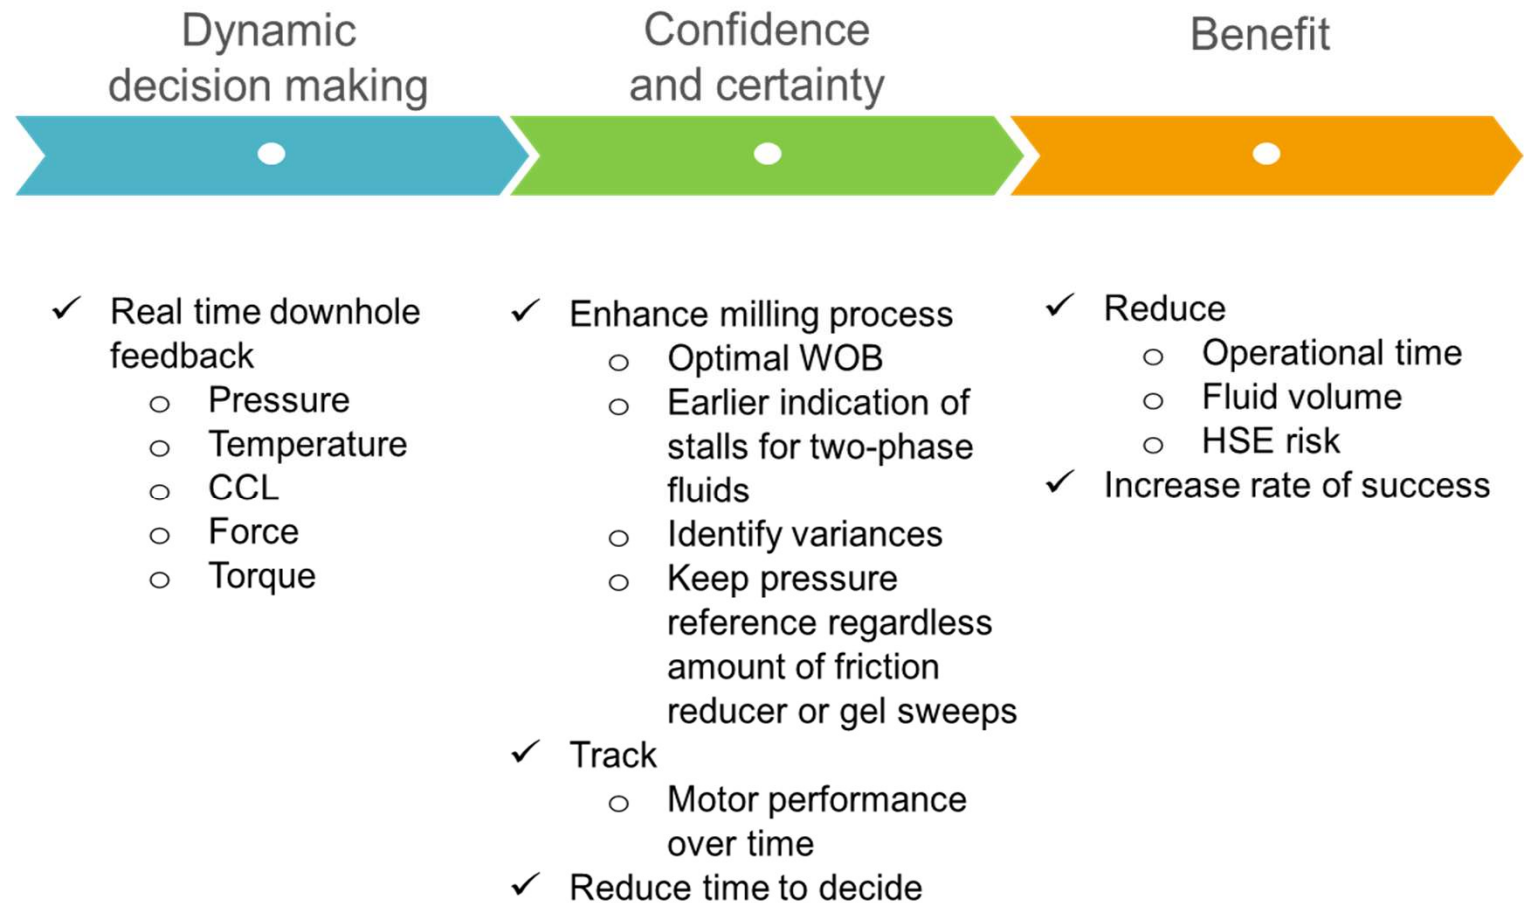 Dynamic
decision making
Confidence
and certainty
Benefit
✓ Real time downhole
feedback
o Pressure
o Temperature
o CCL
o Force
o Torque
✓ Enhance milling process
o Optimal WOB
o Earlier indication of
stalls for two-phase
fluids
o Identify variances
o Keep pressure
reference regardless
amount of friction
reducer or gel sweeps
✓ Track
o Motor performance
over time
✓ Reduce time to decide
✓ Reduce
o Operational time
o Fluid volume
o HSE risk
✓ Increase rate of success